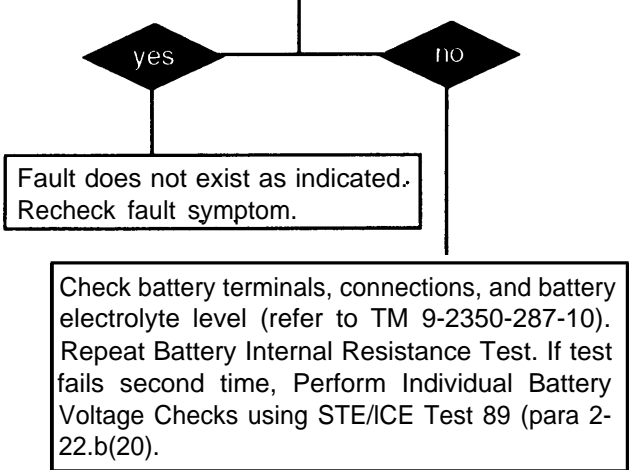 yes
no
Fault does not exist as indicated.
Recheck fault symptom.
Check battery terminals, connections, and battery
electrolyte level (refer to TM 9-2350-287-10).
Repeat Battery Internal Resistance Test. If test
fails second time, Perform Individual Battery
Voltage Checks using STE/ICE Test 89 (para 2-
22.b(20).